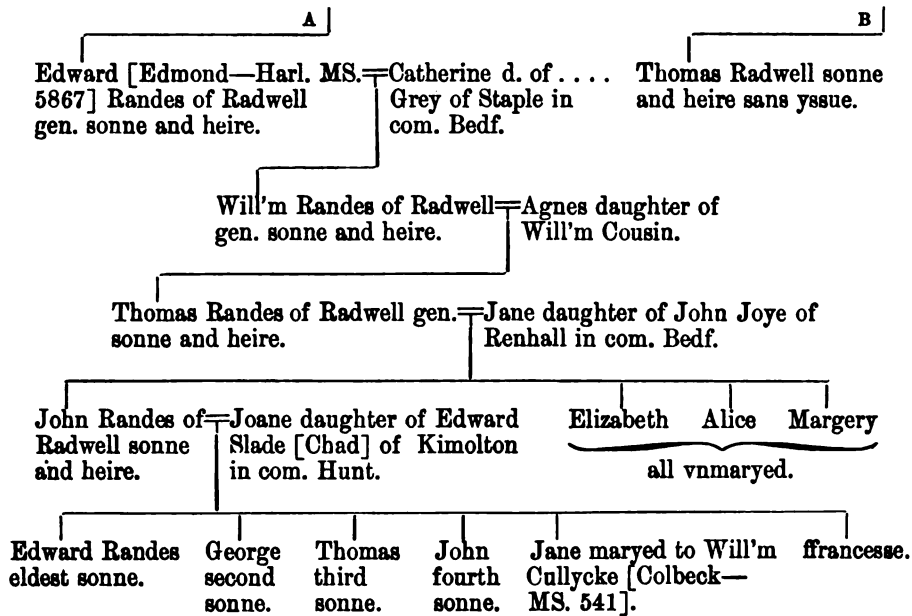 A
B
Edward [Edmond—Harl. MS.
5867] Randes of Radwell
gen. sonne and heire.
Catherine d. of ....
Grey of Staple in
com. Bedf.
Thomas Radwell sonne
and heire sans yssue.
Will'm Randes of Radwell
gen. sonne and heire.
Agnes daughter of
Will'm Cousin.
Thomas Randes of Radwell gen.
sonne and heire.
Jane daughter of John Joye of
Renhall in com. Bedf.
John Randes of
Radwell sonne
and heire.
Joane daughter of Edward
Slade [Chad] of Kimolton
in com. Hunt.
Elizabeth Alice Margery
all vnmaryed.
Edward Randes
eldest sonne.
George
second
sonne.
Thomas
third
sonne.
John
fourth
sonne.
Jane maryed to Will'm
Cullycke [Colbeck—
MS. 541].
ffrancesse.